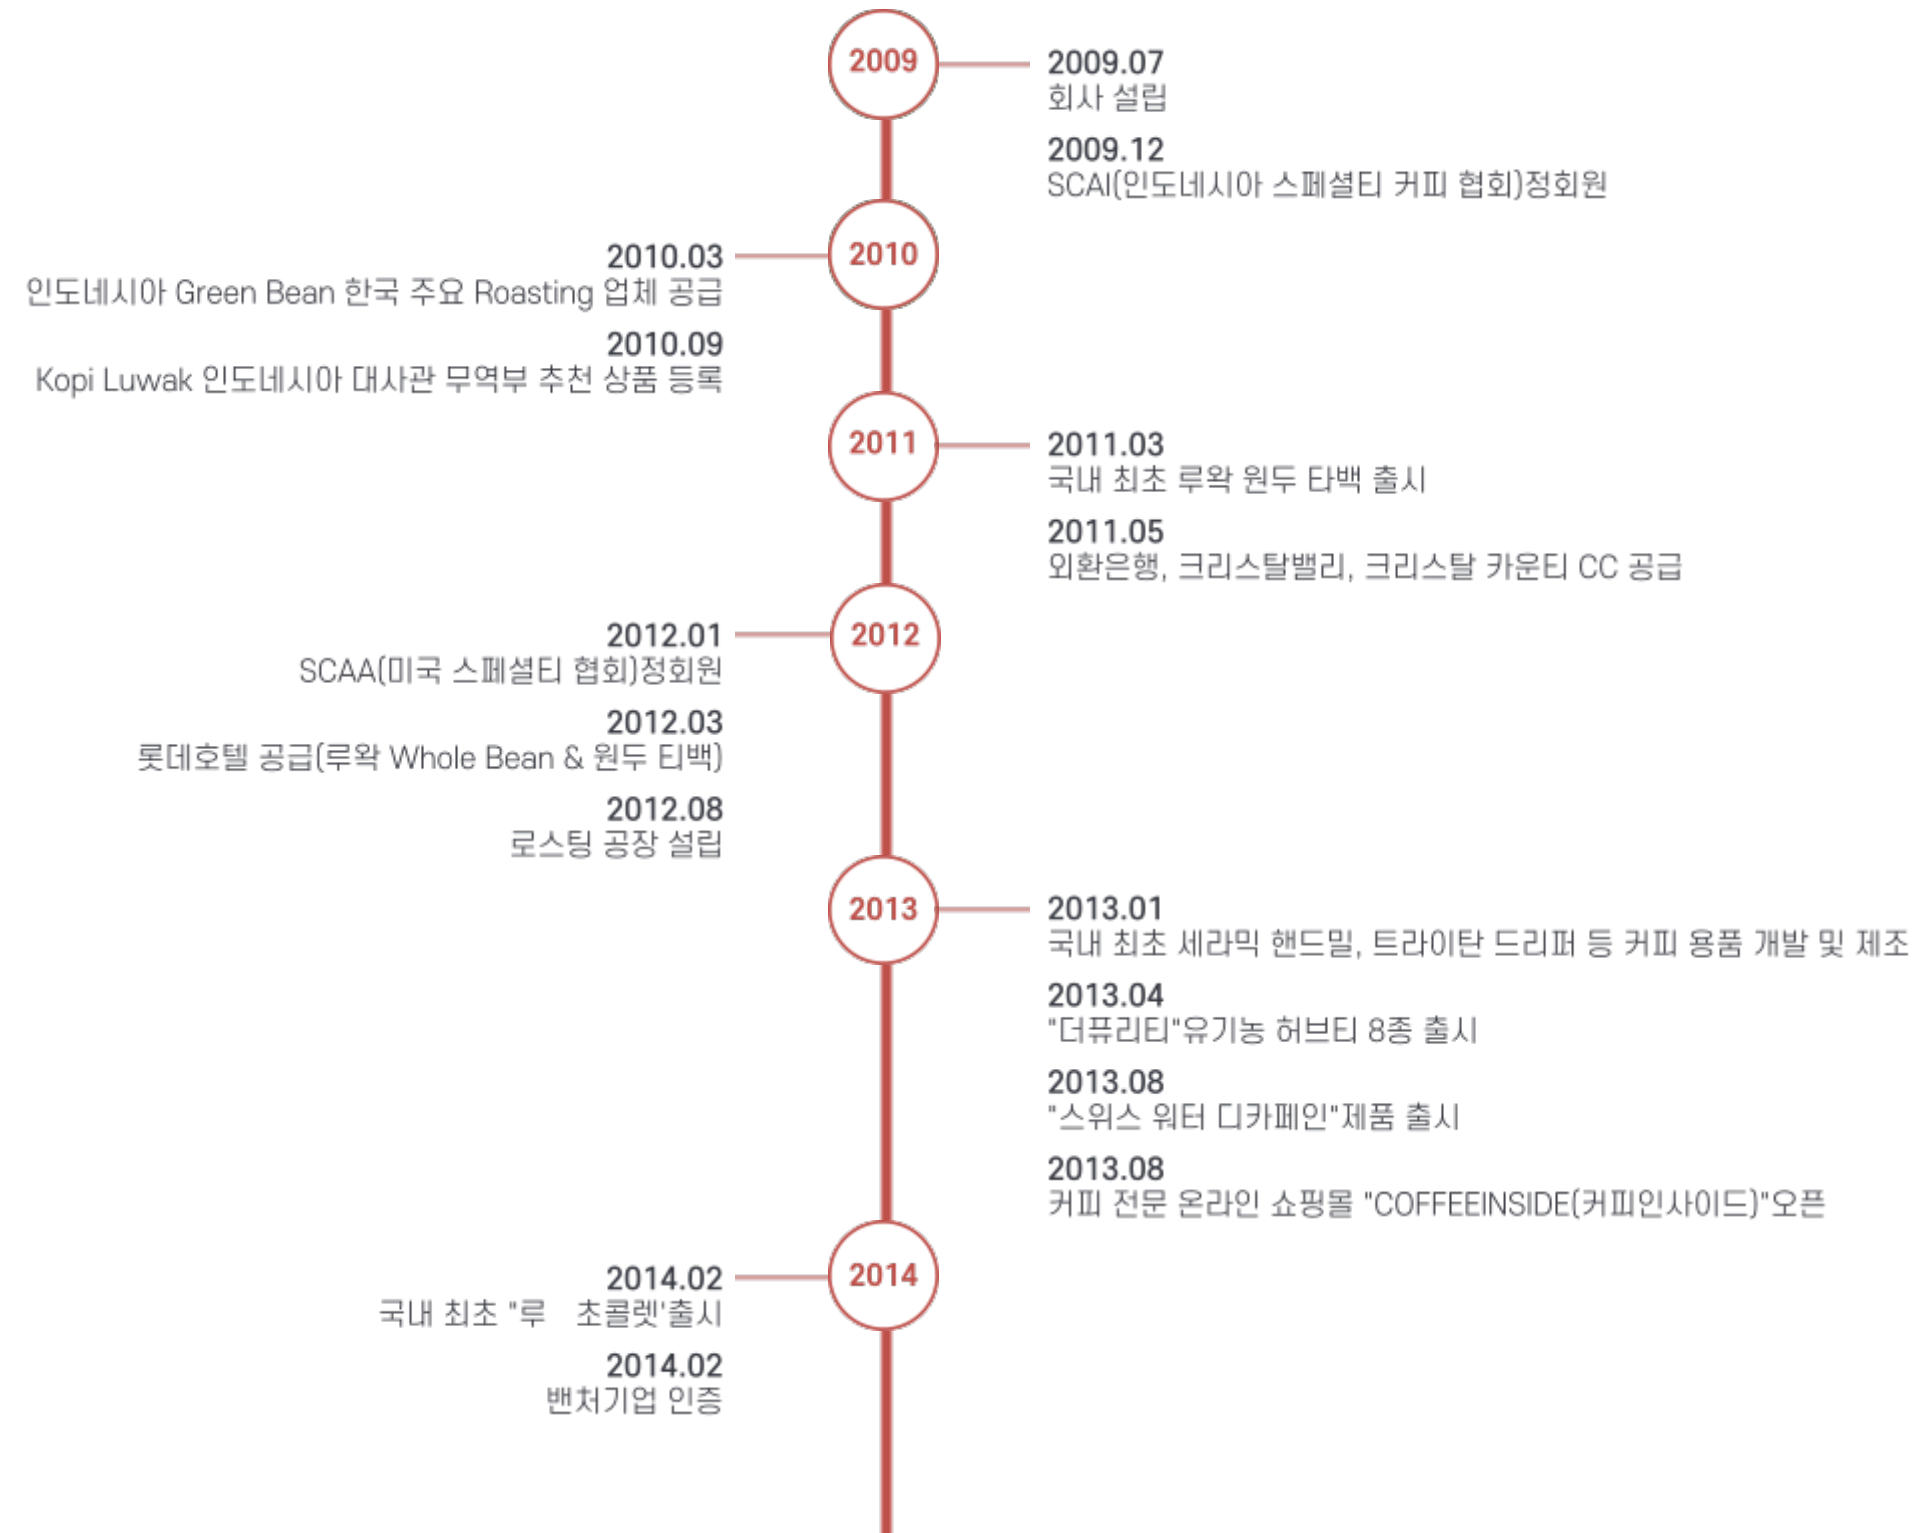 2009
2009.07
회사 설립
2009.12
SCAI(인도네시아 스페셜티 커피 협회)정회원
2010
2010.03
인도네시아 Green Bean 한국 주요 Roasting 업체 공급
2010.09
Kopi Luwak 인도네시아 대사관 무역부 추천 상품 등록
2011
2011.03
국내 최초 루왁 원두 타백 출시
2011.05
외환은행, 크리스탈밸리, 크리스탈 카운티 CC 공급
2012
2012.01
SCAA(미국 스페셜티 협회)정회원
2012.03
롯데호텔 공급(루왁 Whole Bean & 원두 티백)
2012.08
로스팅 공장 설립
2013
2013.01
국내 최초 세라믹 핸드밀, 트라이탄 드리퍼 등 커피 용품 개발 및 제조
2013.04
"더퓨리티"유기농 허브티 8종 출시
2013.08
"스위스 워터 디카페인"제품 출시
2013.08
커피 전문 온라인 쇼핑몰 "COFFEEINSIDE(커피인사이드)"오픈
2014
2014.02
국내 최초 "루 초콜렛'출시
2014.02
밴처기업 인증